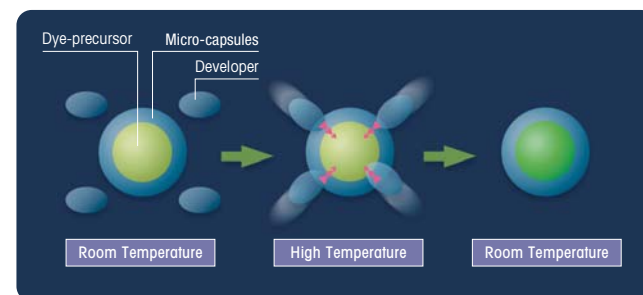 Dye-precursor
Micro-capsules
Developer
Room Temperature
High Temperature
Room Temperature